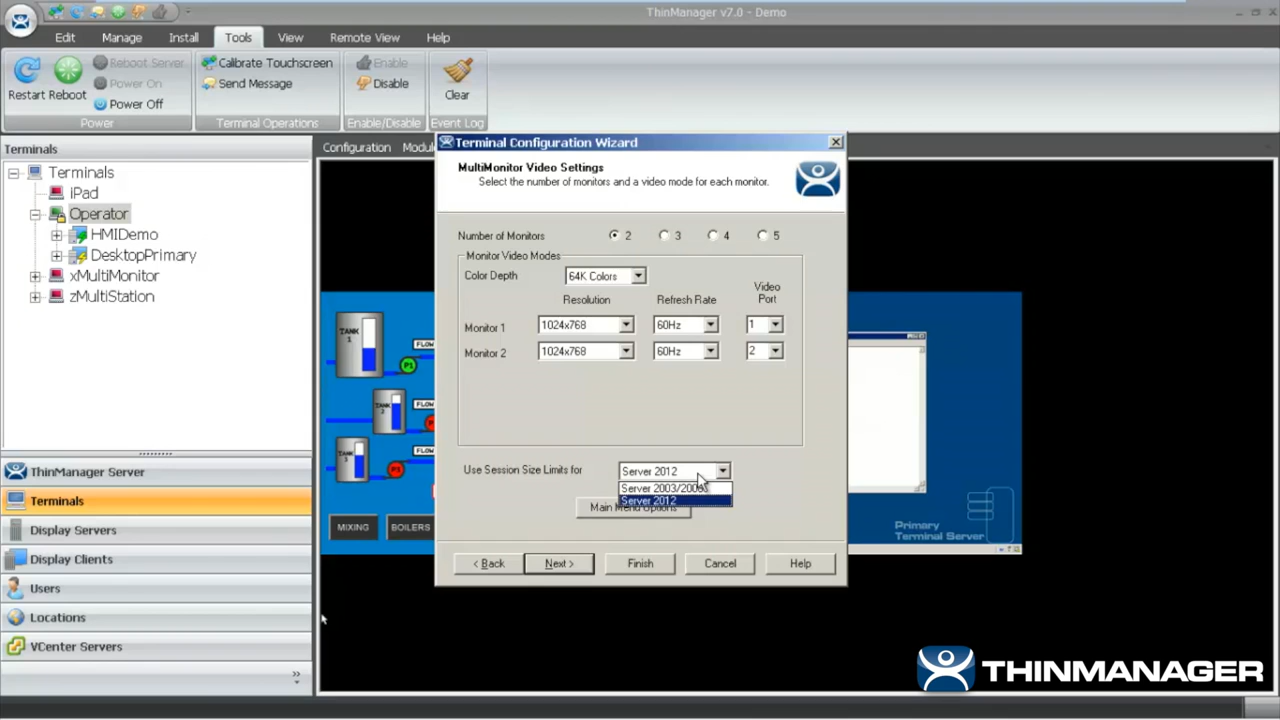 ThinManager v7.0 - Demo
Edit Manage Install Tools View Remote View Help
Restart Reboot
Reboot Server
Power On
Power Off
Calibrate Touchscreen
Send Message
Enable
Disable
Clear
Power Terminal Operations Enable/Disable Event Log
Terminals
Terminals
iPad
Operator
HMIDemo
DesktopPrimary
xMultiMonitor
zMultiStation
ThinManager Server
Terminals
Display Servers
Display Clients
Users
Locations
VCenter Servers
Configuration
TANK
1
FLOW
P1
TANK
FLOW
TANK
FLOW
P1
MIXING BOILERS
Terminal Configuration Wizard
MultiMonitor Video Settings
Select the number of monitors and a video mode for each monitor.
Number of Monitors 2 3 4 5
Monitor Video Modes
Color Depth 64K Colors
Resolution Refresh Rate Video Port
Monitor 1 1024x768 60Hz 1
Monitor 2 1024x768 60Hz 2
Use Session Size Limits for Server 2012
Server 2003/2008
Server 2012
Main Menu Options
< Back Next > Finish Cancel Help
Primary
Terminal Server
THINMANAGER